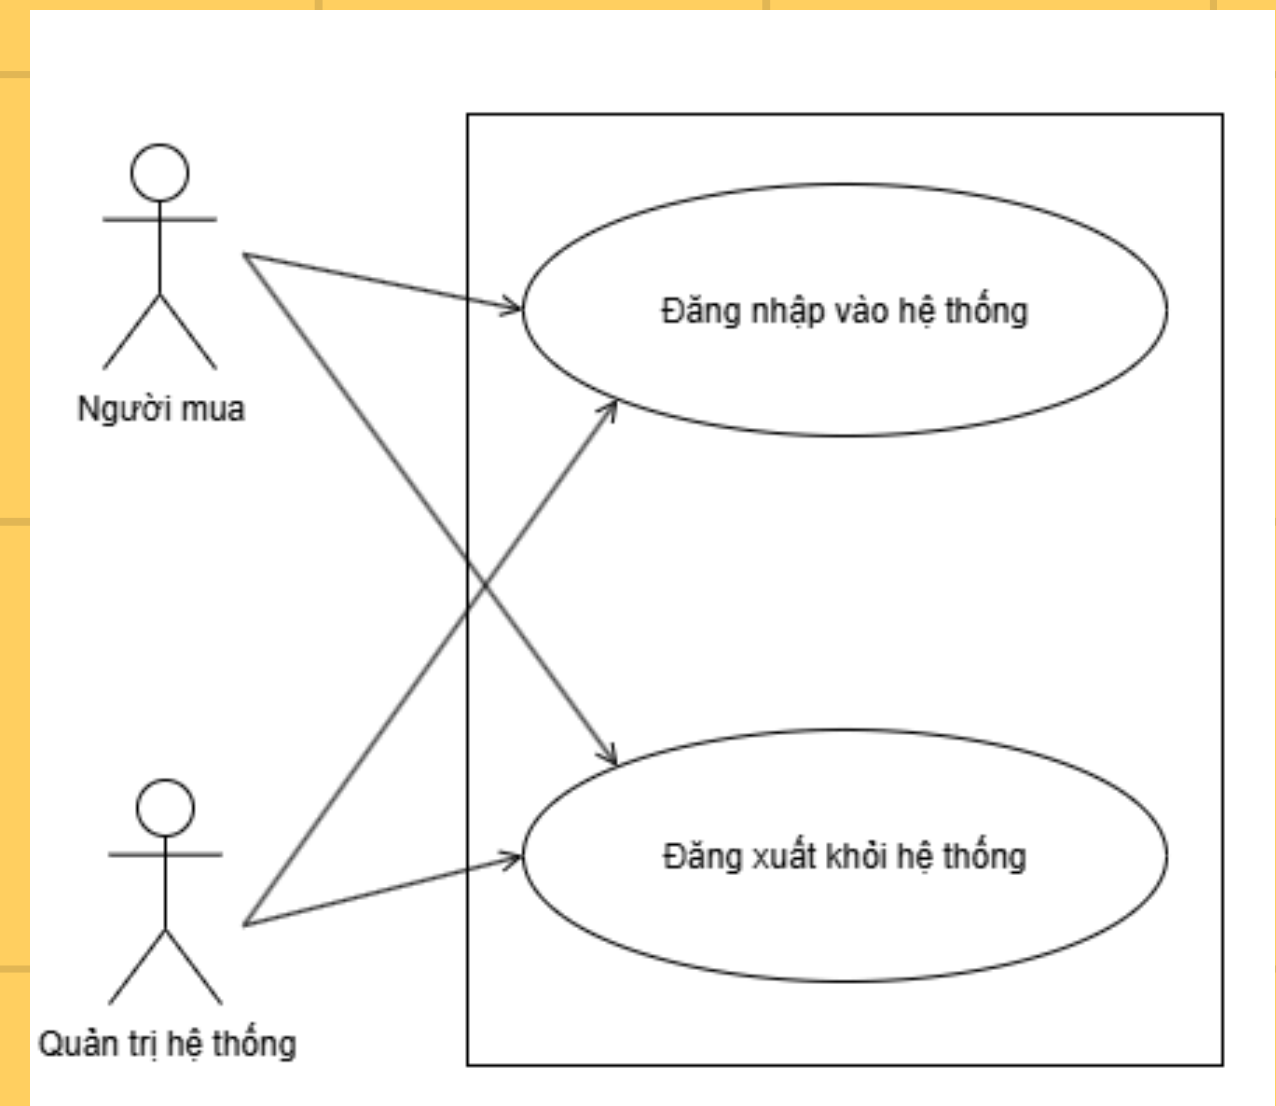 Đăng nhập vào hệ thống
Người mua
Đăng xuất khỏi hệ thống
Quản trị hệ thống